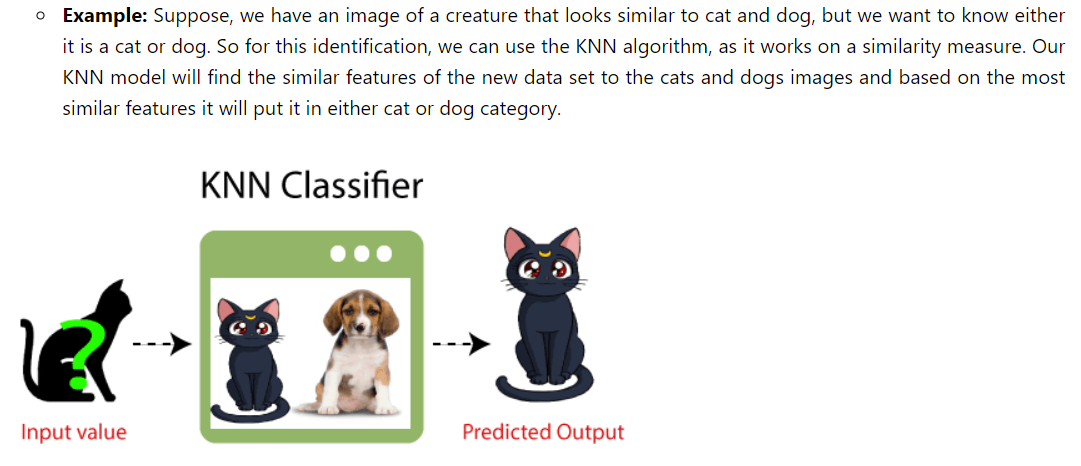 Example: Suppose, we have an image of a creature that looks similar to cat and dog, but we want to know either
it is a cat or dog. So for this identification, we can use the KNN algorithm, as it works on a similarity measure. Our
KNN model will find the similar features of the new data set to the cats and dogs images and based on the most
similar features it will put it in either cat or dog category.
KNN Classifier
?
Input value
Predicted Output